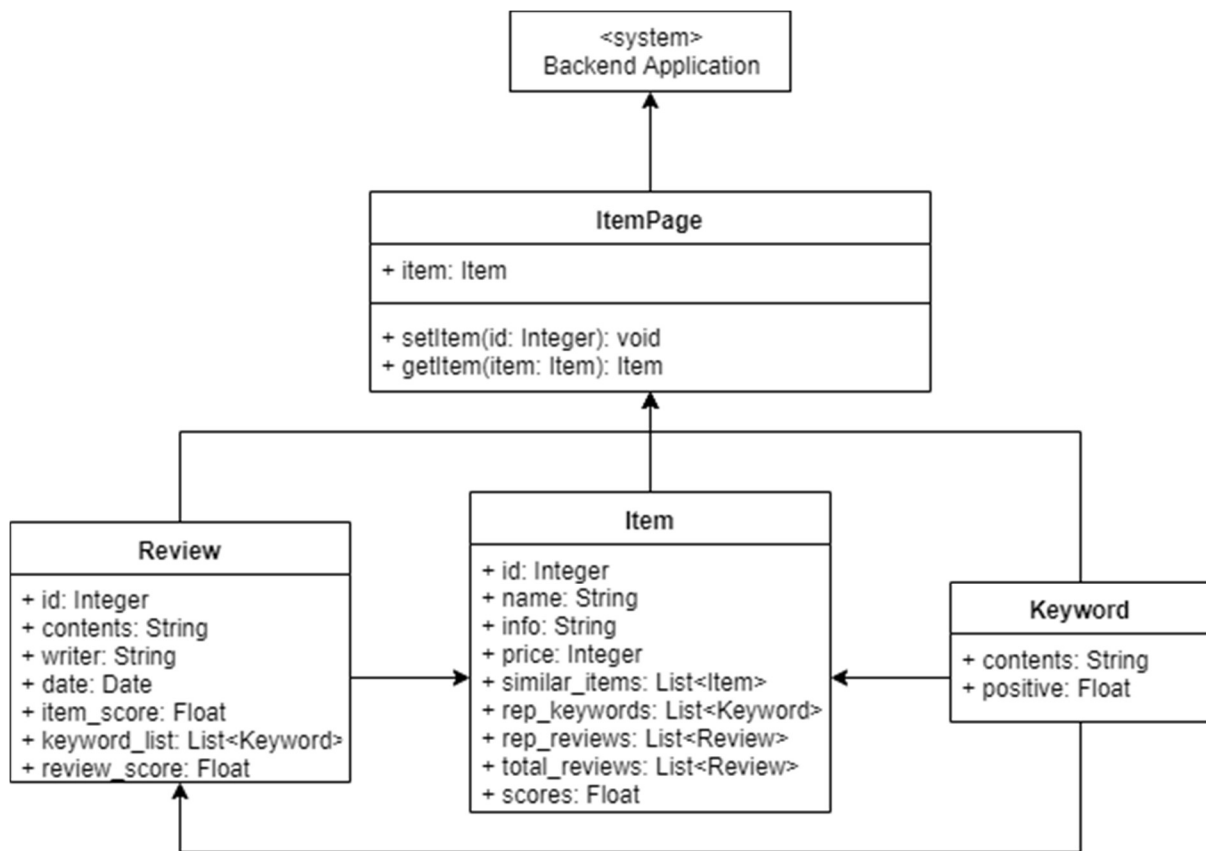 <system>
Backend Application
ItemPage
+ item: Item
+ setItem(id: Integer): void
+ getItem(item: Item): Item
Review
+ id: Integer
+ contents: String
+ writer: String
+ date: Date
+ item_score: Float
+ keyword_list: List<Keyword>
+ review_score: Float
Item
+ id: Integer
+ name: String
+ info: String
+ price: Integer
+ similar_items: List<Item>
+ rep_keywords: List<Keyword>
+ rep_reviews: List<Review>
+ total_reviews: List<Review>
+ scores: Float
Keyword
+ contents: String
+ positive: Float